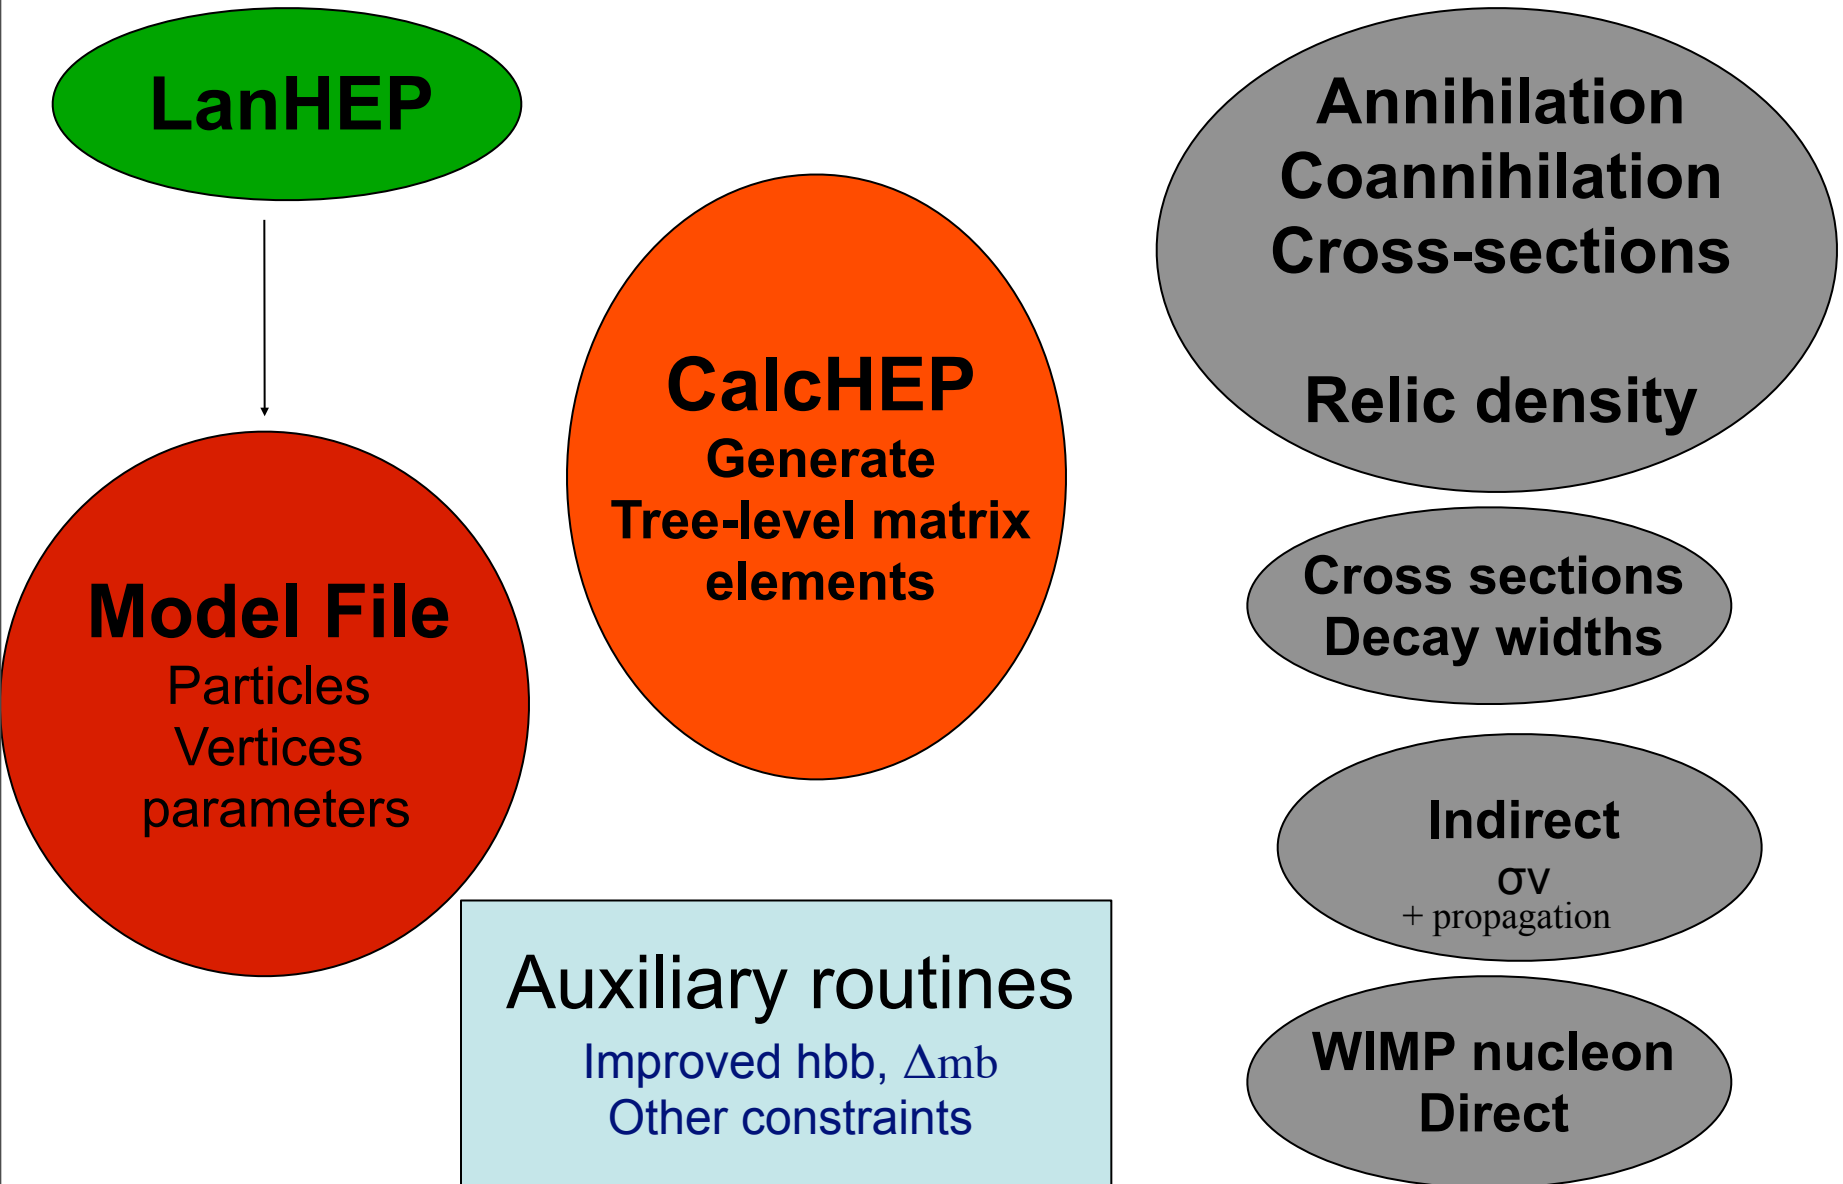 LanHEP
Model File
Particles
Vertices
parameters
CalcHEP
Generate
Tree-level matrix
elements
Auxiliary routines
Improved hbb, Δmb
Other constraints
Annihilation
Coannihilation
Cross-sections
Relic density
Cross sections
Decay widths
Indirect
σv
+ propagation
WIMP nucleon
Direct